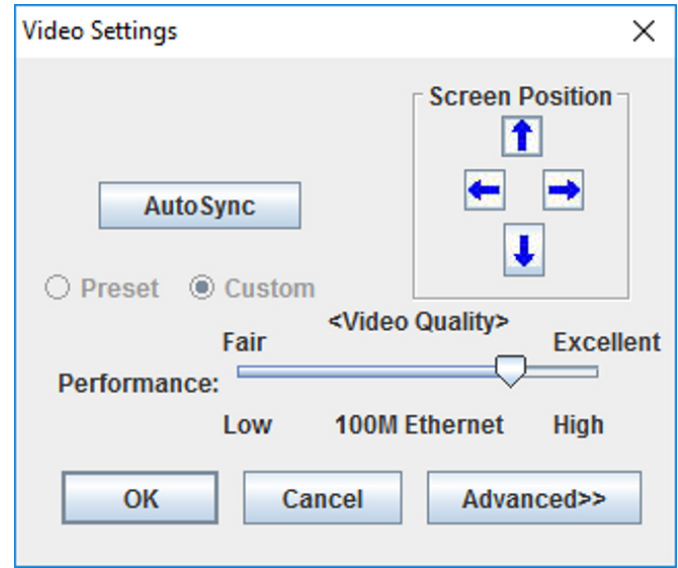 Video Settings
Screen Position
AutoSync
Preset Custom
<Video Quality>
Fair Excellent
Performance:
Low 100M Ethernet High
OK Cancel Advanced>>